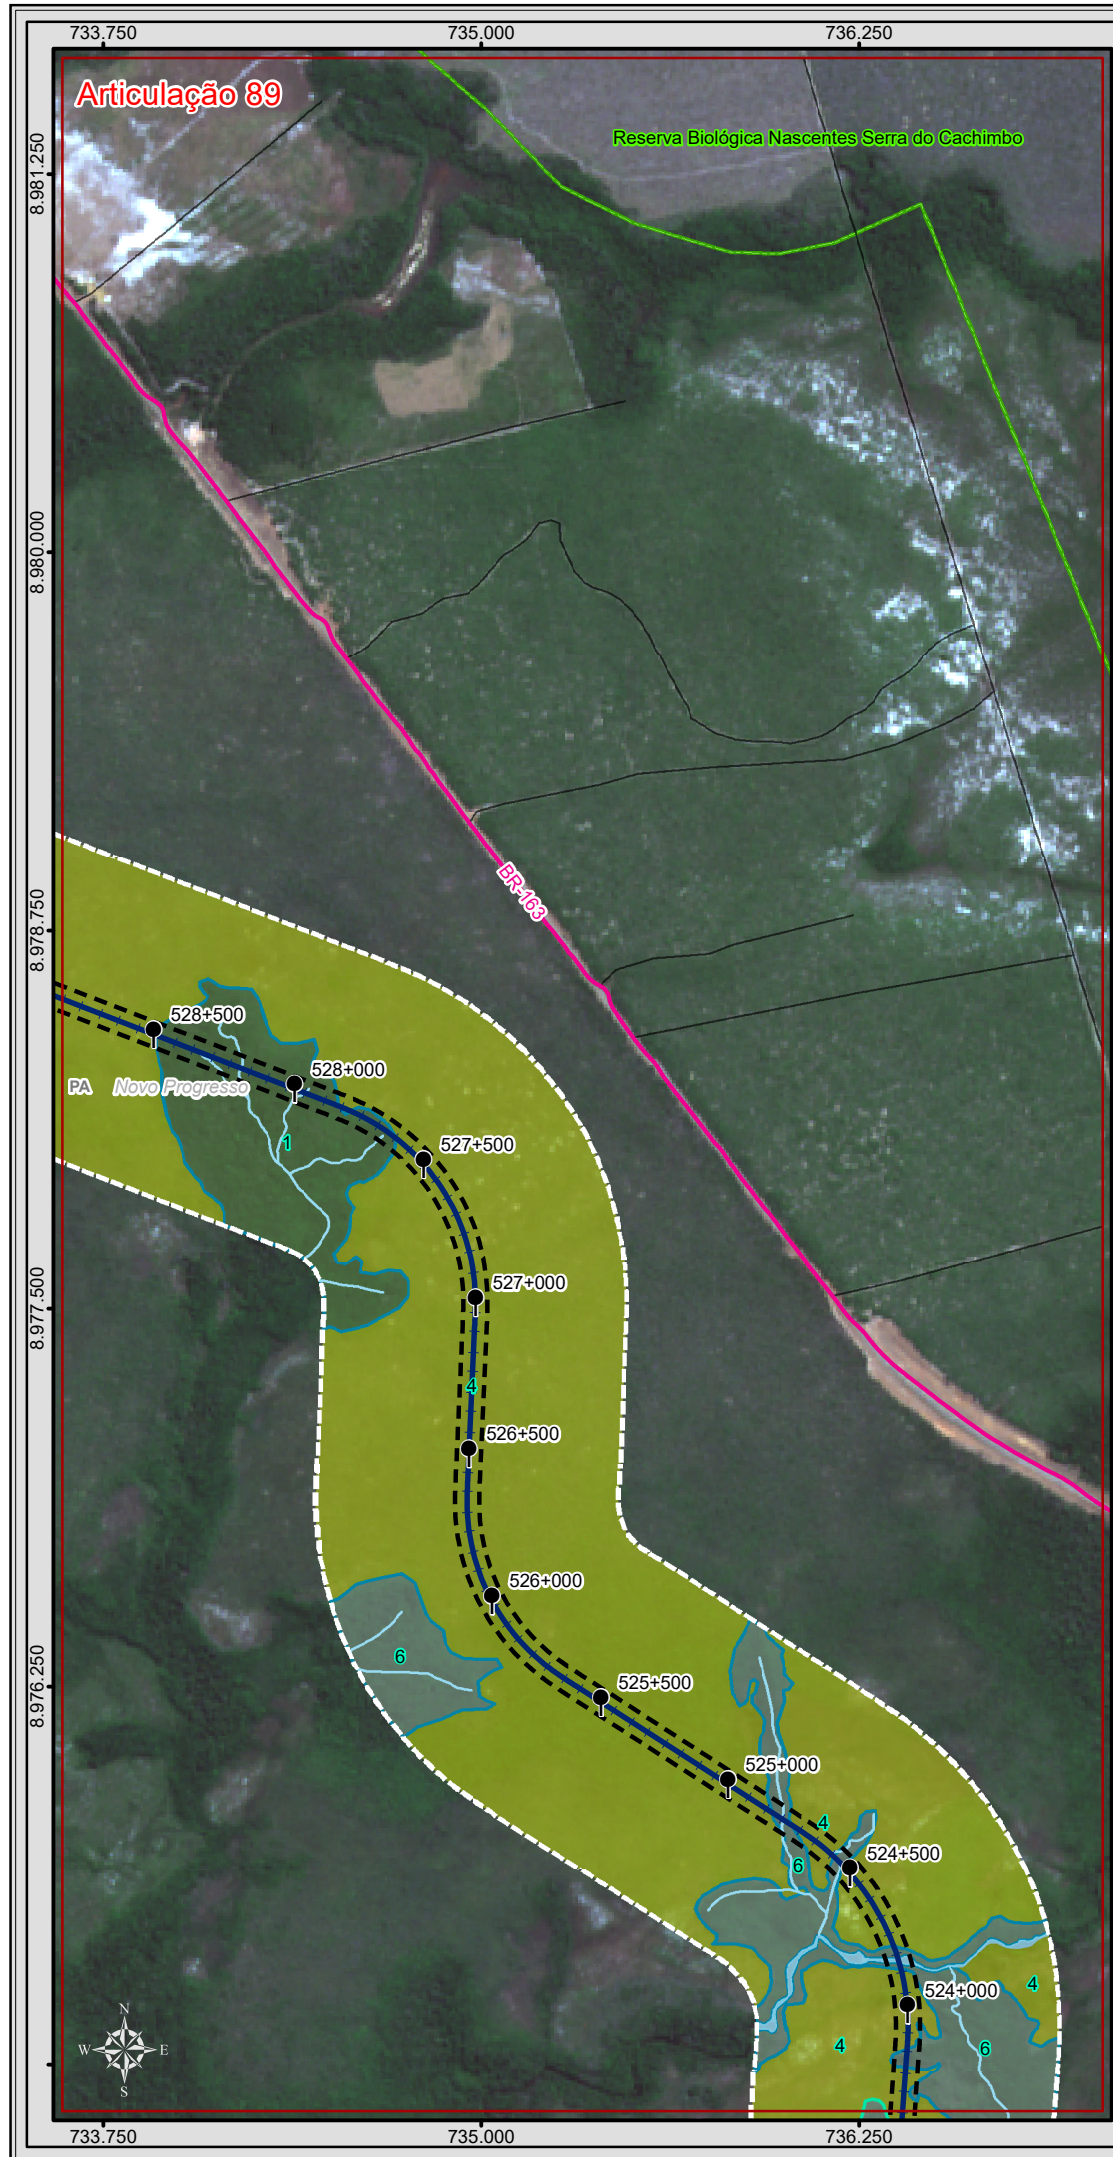 733.750 735.000 736.250
Articulação 89
Reserva Biológica Nascentes Serra do Cachimbo
8.981.250
8.980.000
BR-163
8.978.750
528+500
528+000
PA Novo Progresso
1
527+500
527+000
8.977.500
4
526+500
526+000
6
525+500
8.976.250
525+000
4
524+500
6
524+000
4
4
6
N
W E
S
733.750 735.000 736.250